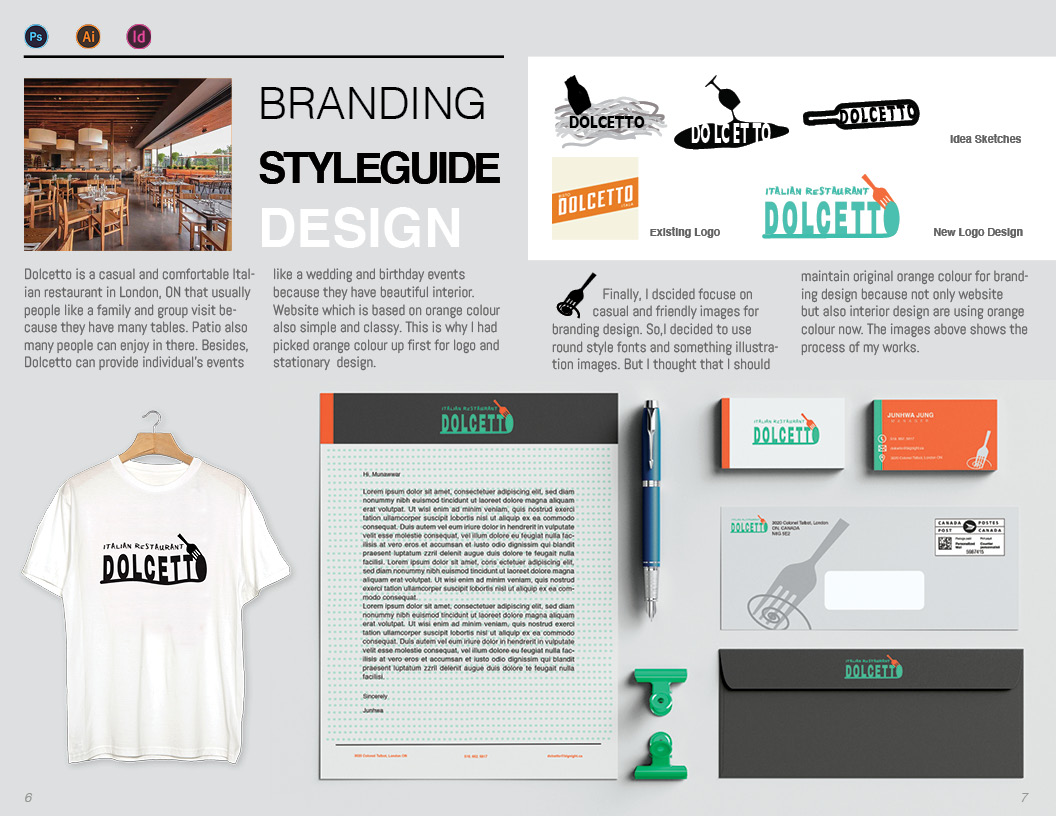 Ps Ai Id
BRANDING
STYLEGUIDE
DESIGN
Dolcetto is a casual and comfortable Ital-
ian restaurant in London, ON that usually
people like a family and group visit be-
cause they have many tables. Patio also
many people can enjoy in there. Besides,
Dolcetto can provide individual's events
like a wedding and birthday events
because they have beautiful interior.
Website which is based on orange colour
also simple and classy. This is why I had
picked orange colour up first for logo and
stationary design.
DOLCETTO
DOLCETTO
DOLCETTO
Idea Sketches
DOLCETTO
Existing Logo
ITALIAN RESTAURANT
DOLCETTO
New Logo Design
Finally, I dscided focus on
casual and friendly images for
branding design. So,I decided to use
round style fonts and something illustra-
tion images. But I thought that I should
maintain original orange colour for brand-
ing design because not only website
but also interior design are using orange
colour now. The images above shows the
process of my works.
ITALIAN RESTAURANT
DOLCETTO
ITALIAN RESTAURANT
DOLCETTO
Hi, Munawwar
Lorem ipsum dolor sit amet, consectetuer adipiscing elit, sed diam
nonummy nibh euismod tincidunt ut laoreet dolore magna aliquam
erat volutpat. Ut wisi enim ad minim veniam, quis nostrud exerci
tation ullamcorper suscipit lobortis nisl ut aliquip ex ea commodo
consequat. Duis autem vel eum iriure dolor in hendrerit in vulputate
velit esse molestie consequat, vel illum dolore eu feugiat nulla fac-
ilisis at vero eros et accumsan et iusto odio dignissim qui blandit
praesent luptatum zzril delenit augue duis dolore te feugait nulla
facilisi. Lorem ipsum dolor sit amet, cons ectetuer adipiscing elit,
sed diam nonummy nibh euismod tincidunt ut laoreet dolore magna
aliquam erat volutpat. Ut wisi enim ad minim veniam, quis nostrud
exerci tation ullamcorper suscipit lobortis nisl ut aliquip ex ea com-
modo consequat.
Lorem ipsum dolor sit amet, consectetuer adipiscing elit, sed diam
nonummy nibh euismod tincidunt ut laoreet dolore magna aliquam
erat volutpat. Ut wisi enim ad minim veniam, quis nostrud exerci
tation ullamcorper suscipit lobortis nisl ut aliquip ex ea commodo
consequat. Duis autem vel eum iriure dolor in hendrerit in vulputate
velit esse molestie consequat, vel illum dolore eu feugiat nulla fac-
ilisis at vero eros et accumsan et iusto odio dignissim qui blandit
praesent luptatum zzril delenit augue duis dolore te feugait nulla
facilisi.
Sincerely
Junhwa
ITALIAN RESTAURANT
DOLCETTO
JUNHWA JUNG
MANAGER
ITALIAN RESTAURANT
DOLCETTO
3020 Colonel Talbot, London
ON, CANADA
N6G 5E2
CANADA POSTES
POST CANADA
ITALIAN RESTAURANT
DOLCETTO
6
7